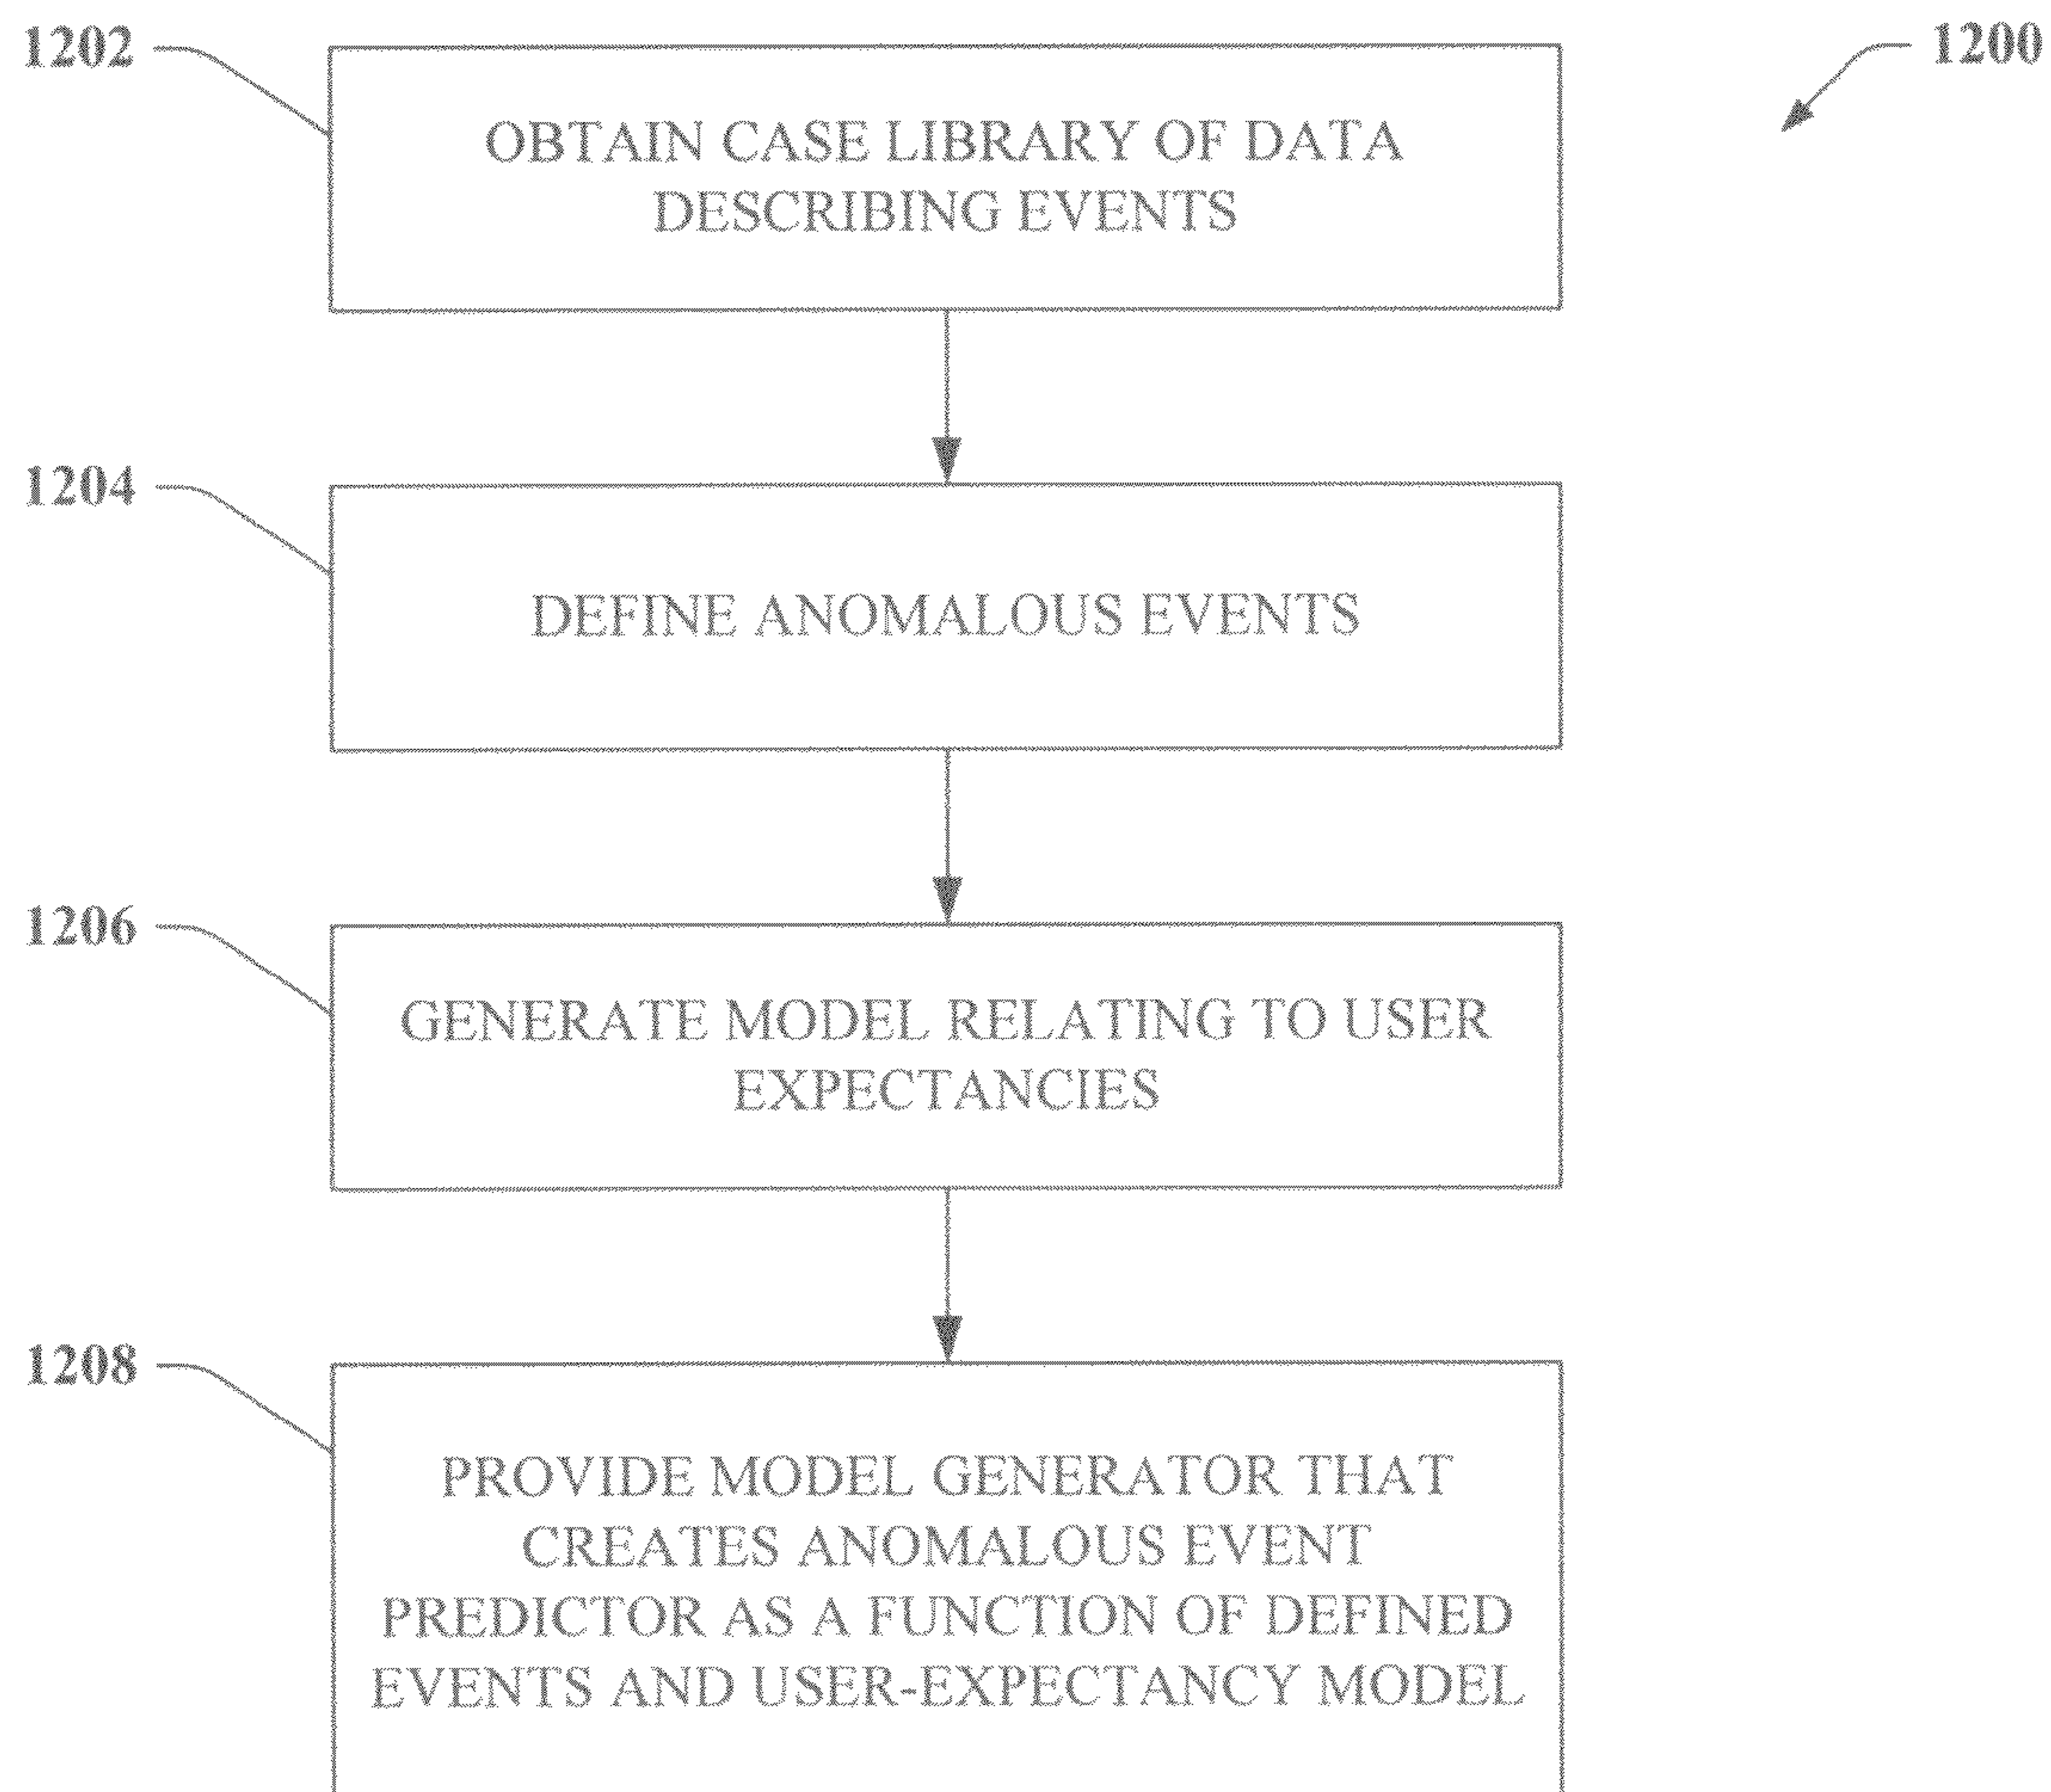 1202
1200
OBTAIN CASE LIBRARY OF DATA
DESCRIBING EVENTS
1204
DEFINE ANOMALOUS EVENTS
1206
GENERATE MODEL RELATING TO USER
EXPECTANCIES
1208
PROVIDE MODEL GENERATOR THAT
CREATES ANOMALOUS EVENT
PREDICTOR AS A FUNCTION OF DEFINED
EVENTS AND USER-EXPECTANCY MODEL